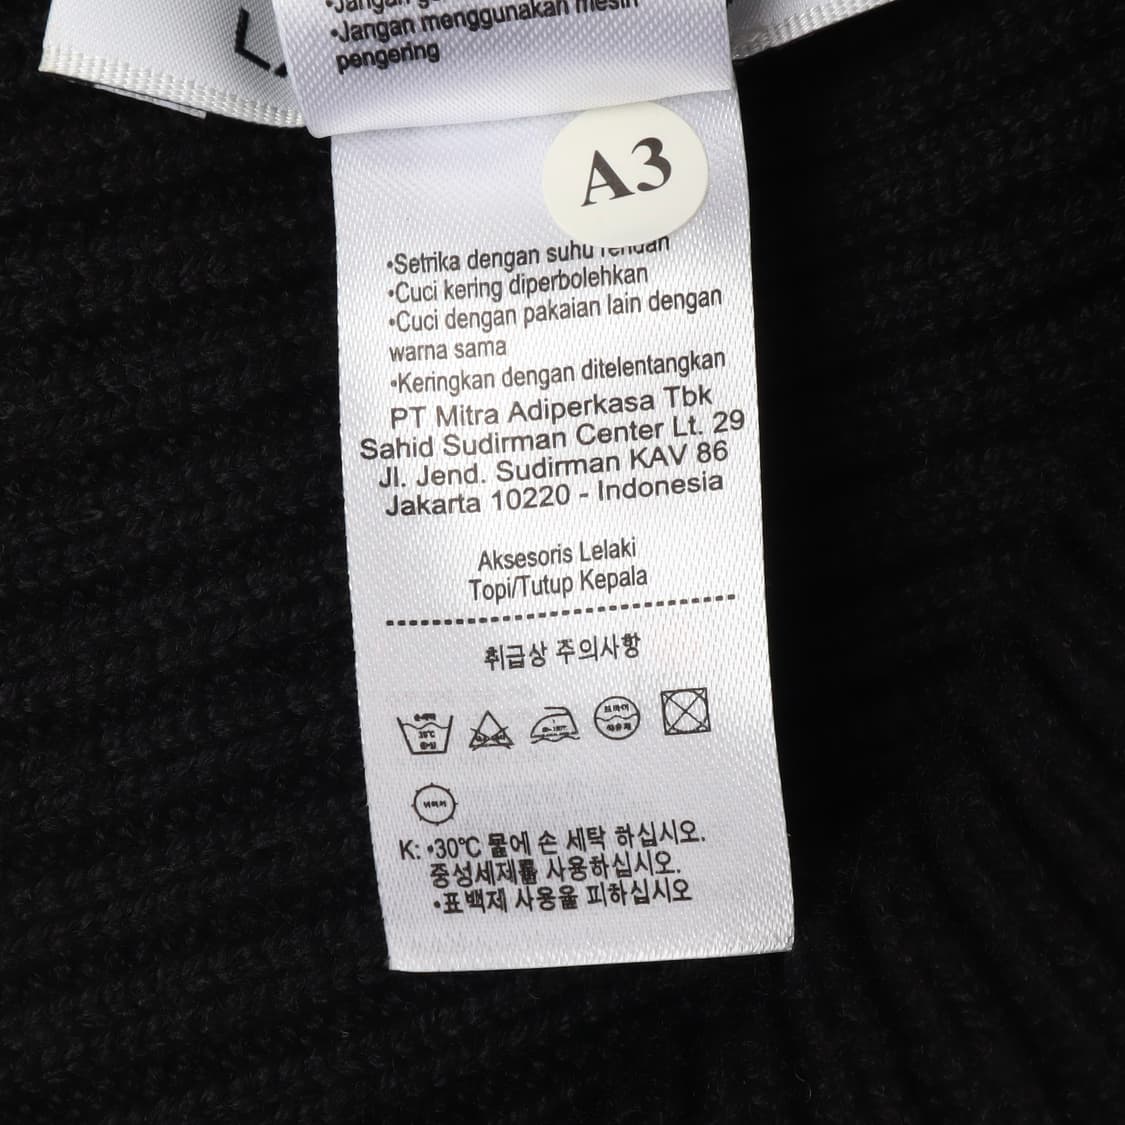 •Jangan menggunakan mesin
pengering
A3
•Setrika dengan suhu rendah
•Cuci kering diperbolehkan
•Cuci dengan pakaian lain dengan
warna sama
•Keringkan dengan ditelentangkan
PT Mitra Adiperkasa Tbk
Sahid Sudirman Center Lt. 29
Jl. Jend. Sudirman KAV 86
Jakarta 10220 - Indonesia
Aksesoris Lelaki
Topi/Tutup Kepala
취급상 주의사항
30℃
K: •30℃ 물에 손 세탁 하십시오.
중성세제를 사용하십시오.
•표백제 사용을 피하십시오